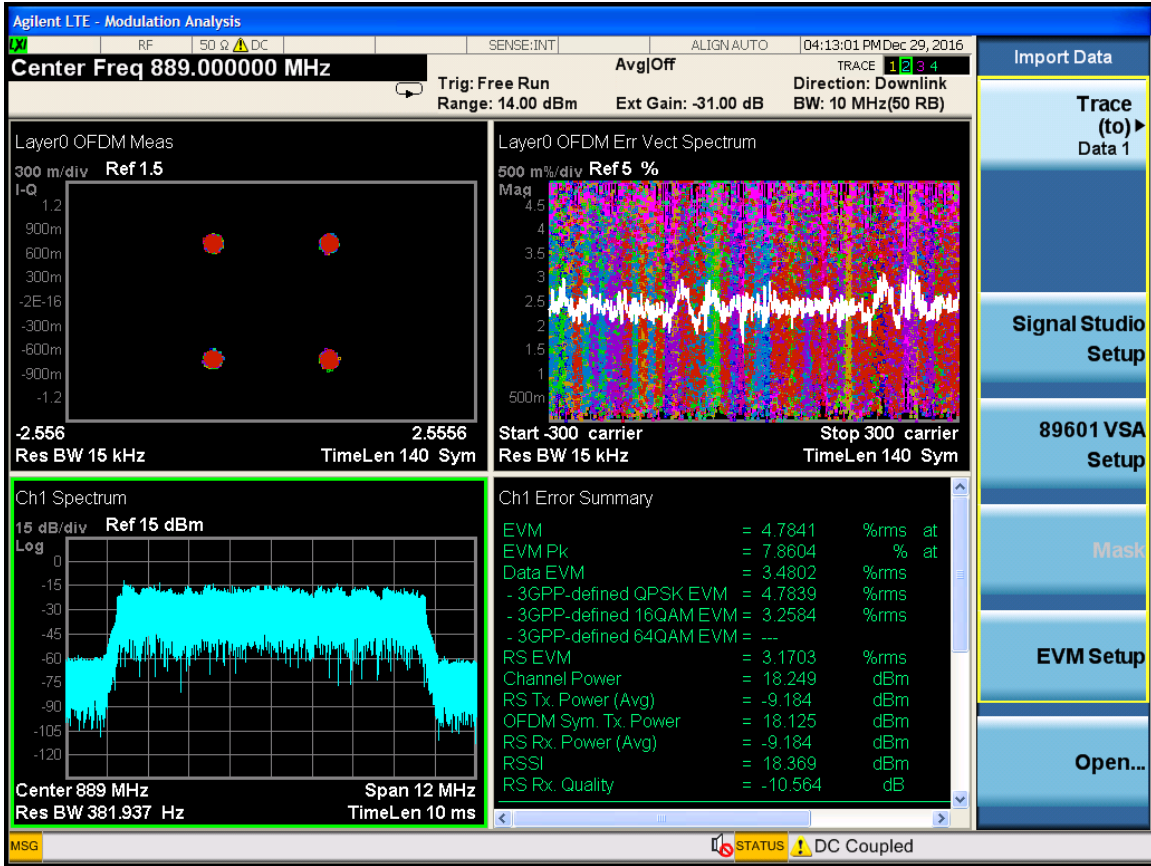 Agilent LTE - Modulation Analysis
LXI RF 50 Ω DC SENSE:INT ALIGN AUTO 04:13:01 PM Dec 29, 2016
Center Freq 889.000000 MHz
Avg|Off
TRACE 1 2 3 4
Trig: Free Run
Direction: Downlink
Range: 14.00 dBm Ext Gain: -31.00 dB BW: 10 MHz(50 RB)
Layer0 OFDM Meas
300 m/div Ref 1.5
I-Q
1.2
900m
600m
300m
-2E-16
-300m
-600m
-900m
-1.2
-2.556 2.5556
Res BW 15 kHz TimeLen 140 Sym
Layer0 OFDM Err Vect Spectrum
500 m%/div Ref 5 %
Mag
4.5
4
3.5
3
2.5
2
1.5
1
500m
Start -300 carrier Stop 300 carrier
Res BW 15 kHz TimeLen 140 Sym
Ch1 Spectrum
15 dB/div Ref 15 dBm
Log
0
-15
-30
-45
-60
-75
-90
-105
-120
Center 889 MHz Span 12 MHz
Res BW 381.937 Hz TimeLen 10 ms
Ch1 Error Summary
EVM = 4.7841 %rms at
EVM Pk = 7.8604 % at
Data EVM = 3.4802 %rms
- 3GPP-defined QPSK EVM = 4.7839 %rms
- 3GPP-defined 16QAM EVM = 3.2584 %rms
- 3GPP-defined 64QAM EVM = ---
RS EVM = 3.1703 %rms
Channel Power = 18.249 dBm
RS Tx. Power (Avg) = -9.184 dBm
OFDM Sym. Tx. Power = 18.125 dBm
RS Rx. Power (Avg) = -9.184 dBm
RSSI = 18.369 dBm
RS Rx. Quality = -10.564 dB
Import Data
Trace
(to)
Data 1
Signal Studio
Setup
89601 VSA
Setup
Mask
EVM Setup
Open...
MSG STATUS DC Coupled